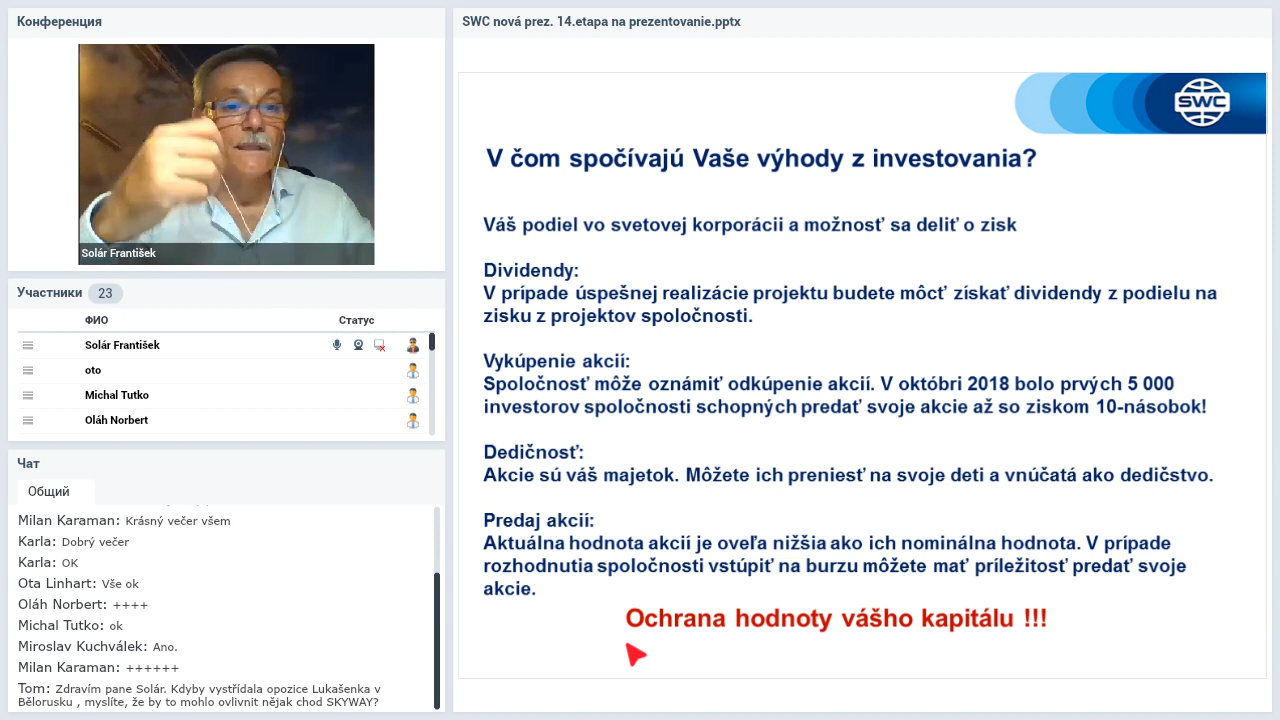 Конференция
Solár František
Участники 23
ФИО Статус
Solár František
oto
Michal Tutko
Oláh Norbert
Чат
Общий
Milan Karaman: Krásný večer všem
Karla: Dobrý večer
Karla: OK
Ota Linhart: Vše ok
Oláh Norbert: ++++
Michal Tutko: ok
Miroslav Kuchválek: Ano.
Milan Karaman: ++++++
Tom: Zdravím pane Solár. Kdyby vystřídala opozice Lukašenka v
Bělorusku , myslíte, že by to mohlo ovlivnit nějak chod SKYWAY?
SWC nová prez. 14.etapa na prezentovanie.pptx
SWC
V čom spočívajú Vaše výhody z investovania?
Váš podiel vo svetovej korporácii a možnosť sa deliť o zisk
Dividendy:
V prípade úspešnej realizácie projektu budete môcť získať dividendy z podielu na
zisku z projektov spoločnosti.
Vykúpenie akcií:
Spoločnosť môže oznámiť odkúpenie akcií. V októbri 2018 bolo prvých 5 000
investorov spoločnosti schopných predať svoje akcie až so ziskom 10-násobok!
Dedičnosť:
Akcie sú váš majetok. Môžete ich preniesť na svoje deti a vnúčatá ako dedičstvo.
Predaj akcií:
Aktuálna hodnota akcií je oveľa nižšia ako ich nominálna hodnota. V prípade
rozhodnutia spoločnosti vstúpiť na burzu môžete mať príležitosť predať svoje
akcie.
Ochrana hodnoty vášho kapitálu !!!